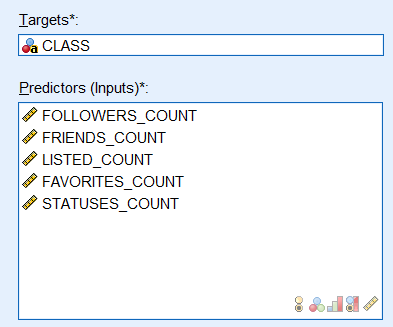 Targets*:
CLASS
Predictors (Inputs)*:
FOLLOWERS_COUNT
FRIENDS_COUNT
LISTED_COUNT
FAVORITES_COUNT
STATUSES_COUNT